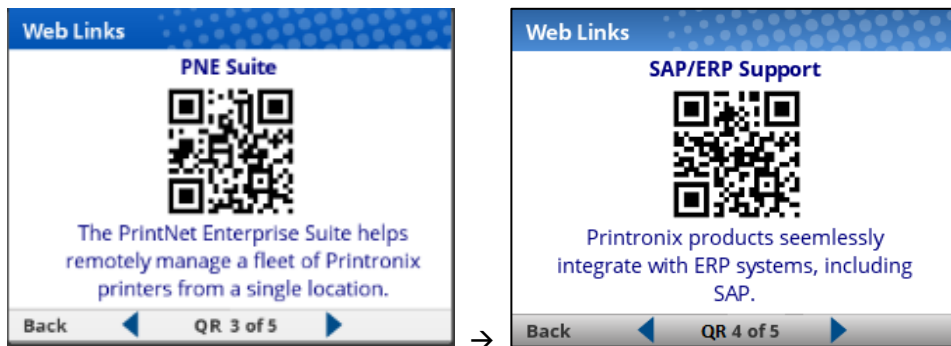 Web Links
PNE Suite
The PrintNet Enterprise Suite helps
remotely manage a fleet of Printronix
printers from a single location.
Back QR 3 of 5
→
Web Links
SAP/ERP Support
Printronix products seemlessly
integrate with ERP systems, including
SAP.
Back QR 4 of 5